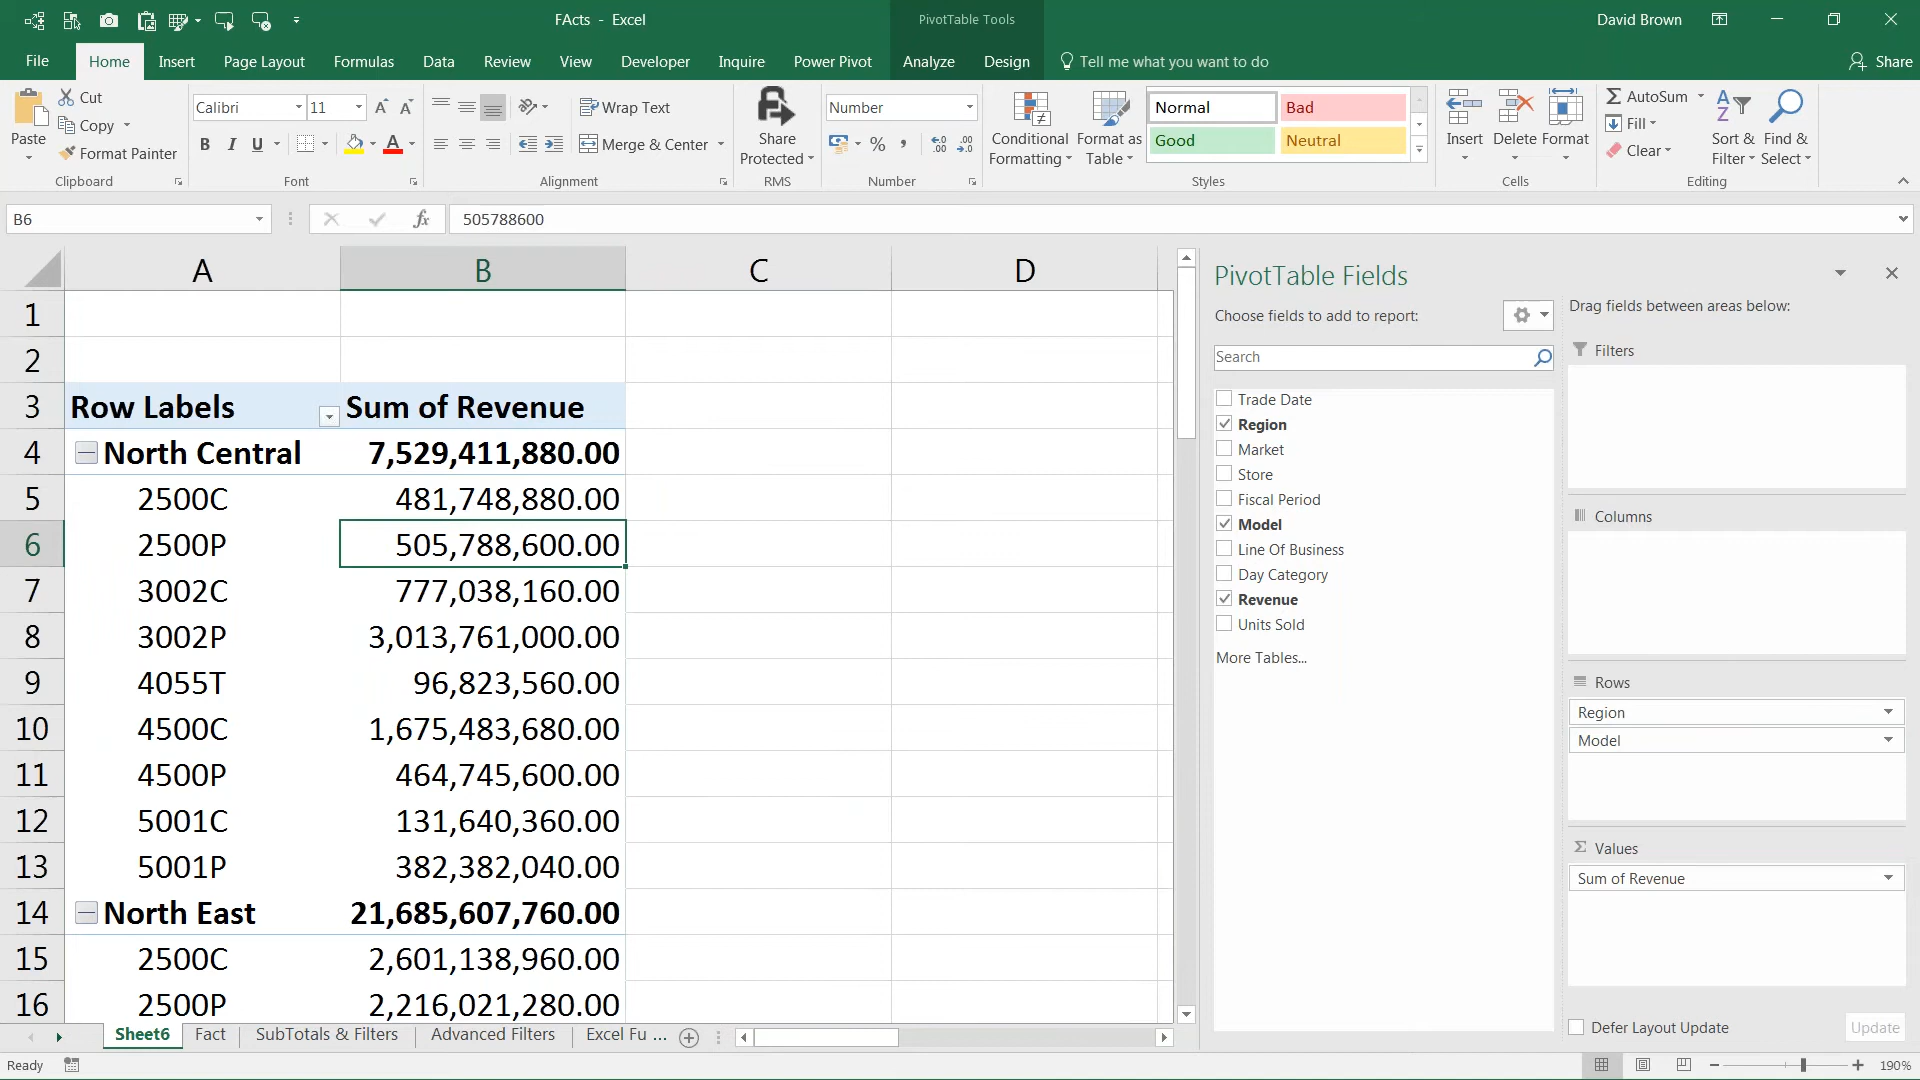 FActs - Excel
PivotTable Tools
David Brown
File Home Insert Page Layout Formulas Data Review View Developer Inquire Power Pivot Analyze Design Tell me what you want to do Share
Paste
Cut
Copy
Format Painter
Clipboard
Calibri 11
B I U
Font
Wrap Text
Merge & Center
Alignment
Share
Protected
RMS
Number
%
Number
Conditional
Formatting
Format as
Table
Normal Bad
Good Neutral
Styles
Insert Delete Format
Cells
AutoSum
Fill
Clear
Sort &
Filter
Find &
Select
Editing
B6 fx 505788600
A B C D
1
2
3 Row Labels Sum of Revenue
4 North Central 7,529,411,880.00
5 2500C 481,748,880.00
6 2500P 505,788,600.00
7 3002C 777,038,160.00
8 3002P 3,013,761,000.00
9 4055T 96,823,560.00
10 4500C 1,675,483,680.00
11 4500P 464,745,600.00
12 5001C 131,640,360.00
13 5001P 382,382,040.00
14 North East 21,685,607,760.00
15 2500C 2,601,138,960.00
16 2500P 2,216,021,280.00
PivotTable Fields
Choose fields to add to report:
Search
Trade Date
Region
Market
Store
Fiscal Period
Model
Line Of Business
Day Category
Revenue
Units Sold
More Tables...
Drag fields between areas below:
Filters
Columns
Rows
Region
Model
Values
Sum of Revenue
Defer Layout Update Update
Sheet6 Fact SubTotals & Filters Advanced Filters Excel Fu ...
Ready 190%